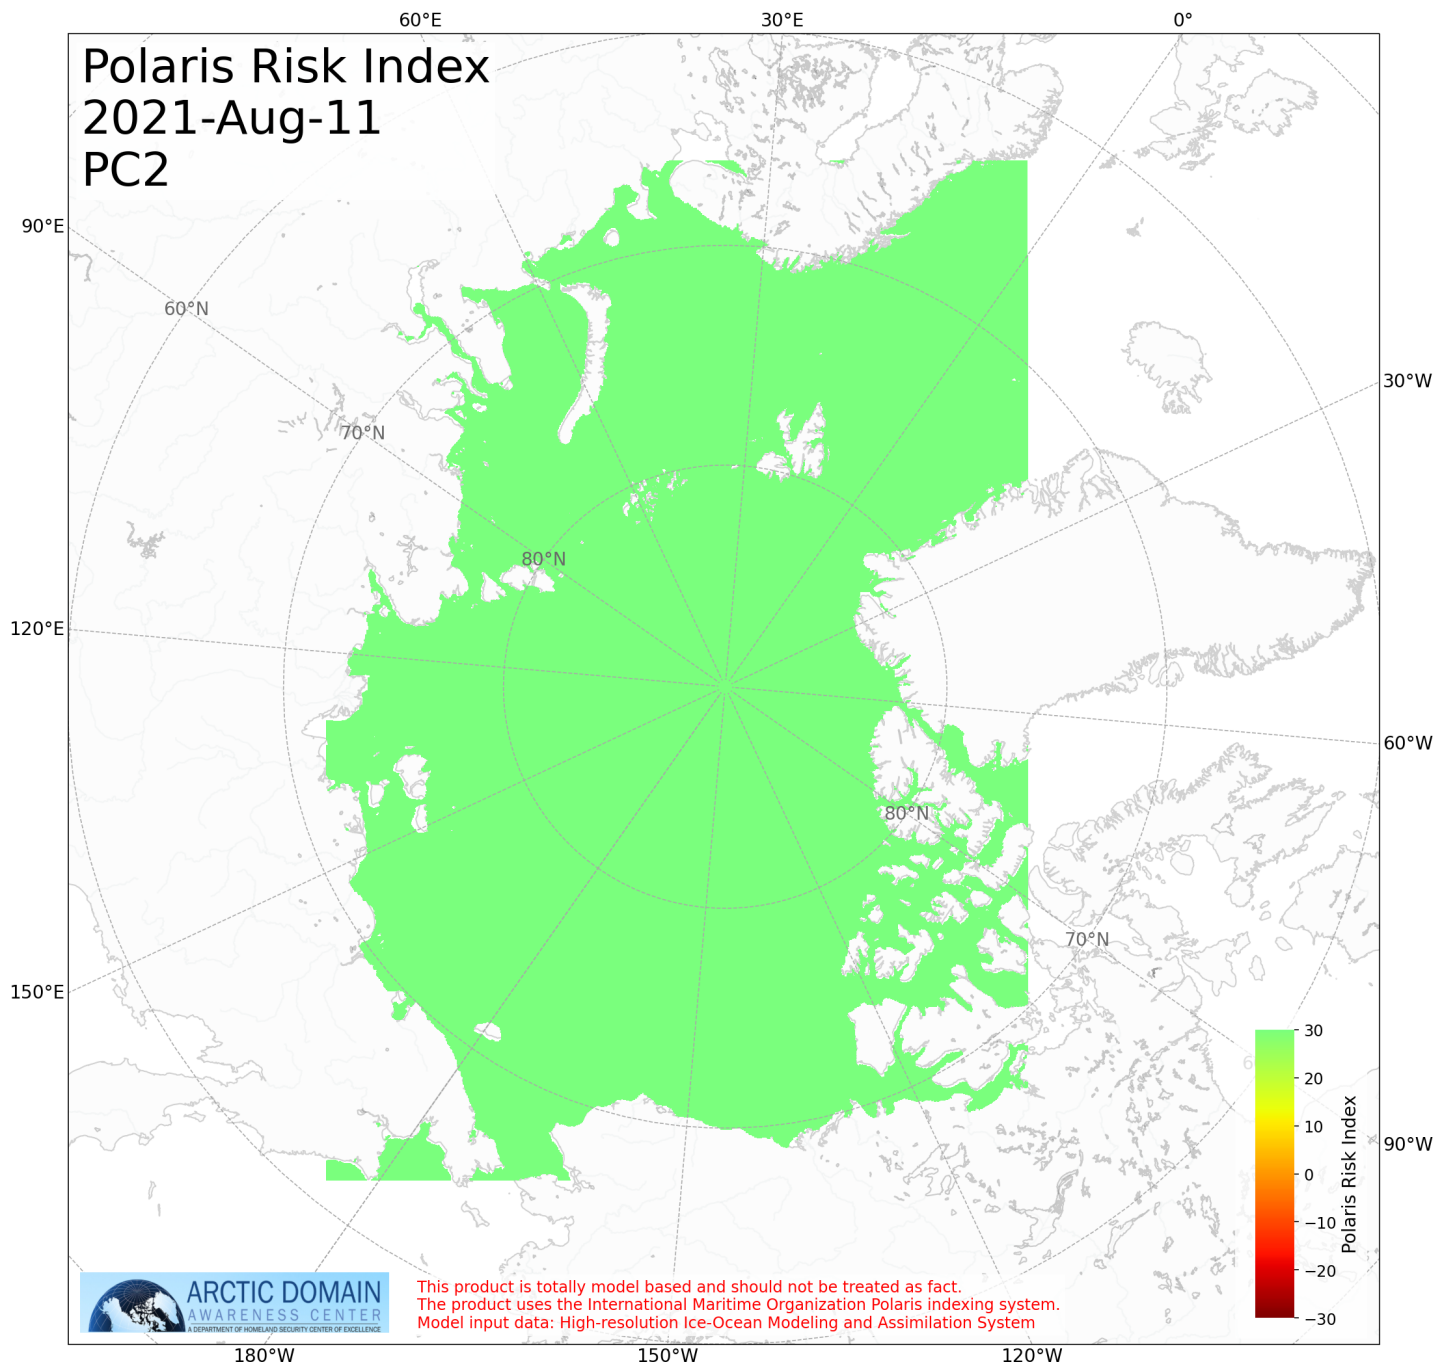 60°E
30°E
0°
Polaris Risk Index
2021-Aug-11
PC2
90°E
60°N
30°W
70°N
80°N
120°E
60°W
80°N
70°N
150°E
30
20
10
0
−10
−20
−30
Polaris Risk Index
90°W
ARCTIC DOMAIN
AWARENESS CENTER
A DEPARTMENT OF HOMELAND SECURITY CENTER OF EXCELLENCE
This product is totally model based and should not be treated as fact.
The product uses the International Maritime Organization Polaris indexing system.
Model input data: High-resolution Ice-Ocean Modeling and Assimilation System
180°W
150°W
120°W